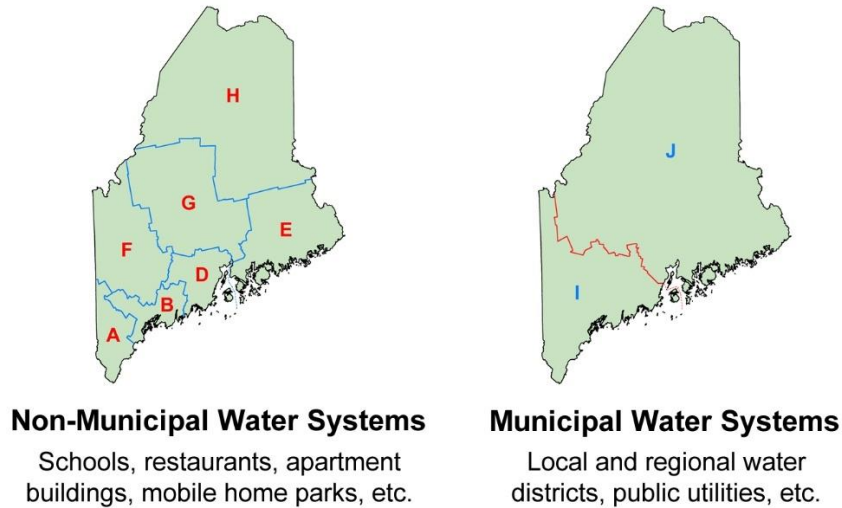 H
J
G
E
F
D
I
B
A
Non-Municipal Water Systems
Schools, restaurants, apartment
buildings, mobile home parks, etc.
Municipal Water Systems
Local and regional water
districts, public utilities, etc.